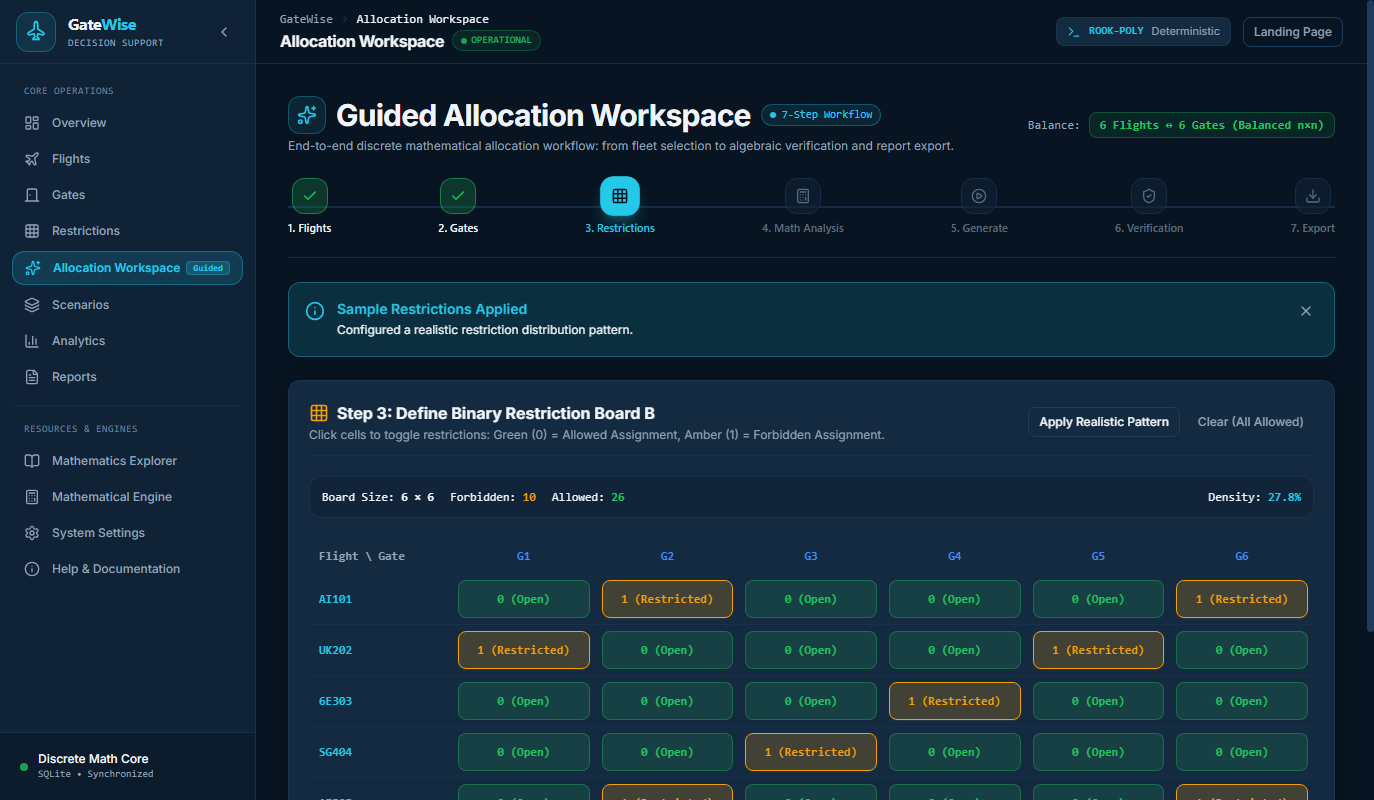 GateWise
DECISION SUPPORT
CORE OPERATIONS
Overview
Flights
Gates
Restrictions
Allocation Workspace Guided
Scenarios
Analytics
Reports
RESOURCES & ENGINES
Mathematics Explorer
Mathematical Engine
System Settings
Help & Documentation
Discrete Math Core
SQLite • Synchronized
GateWise › Allocation Workspace
Allocation Workspace OPERATIONAL
ROOK-POLY Deterministic
Landing Page
Guided Allocation Workspace 7-Step Workflow
End-to-end discrete mathematical allocation workflow: from fleet selection to algebraic verification and report export.
Balance: 6 Flights ↔ 6 Gates (Balanced n×n)
1. Flights 2. Gates 3. Restrictions 4. Math Analysis 5. Generate 6. Verification 7. Export
Sample Restrictions Applied
Configured a realistic restriction distribution pattern.
Step 3: Define Binary Restriction Board B
Click cells to toggle restrictions: Green (0) = Allowed Assignment, Amber (1) = Forbidden Assignment.
Apply Realistic Pattern Clear (All Allowed)
Board Size: 6 × 6 Forbidden: 10 Allowed: 26 Density: 27.8%
Flight \ Gate G1 G2 G3 G4 G5 G6
AI101 0 (Open) 1 (Restricted) 0 (Open) 0 (Open) 0 (Open) 1 (Restricted)
UK202 1 (Restricted) 0 (Open) 0 (Open) 0 (Open) 1 (Restricted) 0 (Open)
6E303 0 (Open) 0 (Open) 0 (Open) 1 (Restricted) 0 (Open) 0 (Open)
SG404 0 (Open) 0 (Open) 1 (Restricted) 0 (Open) 0 (Open) 0 (Open)